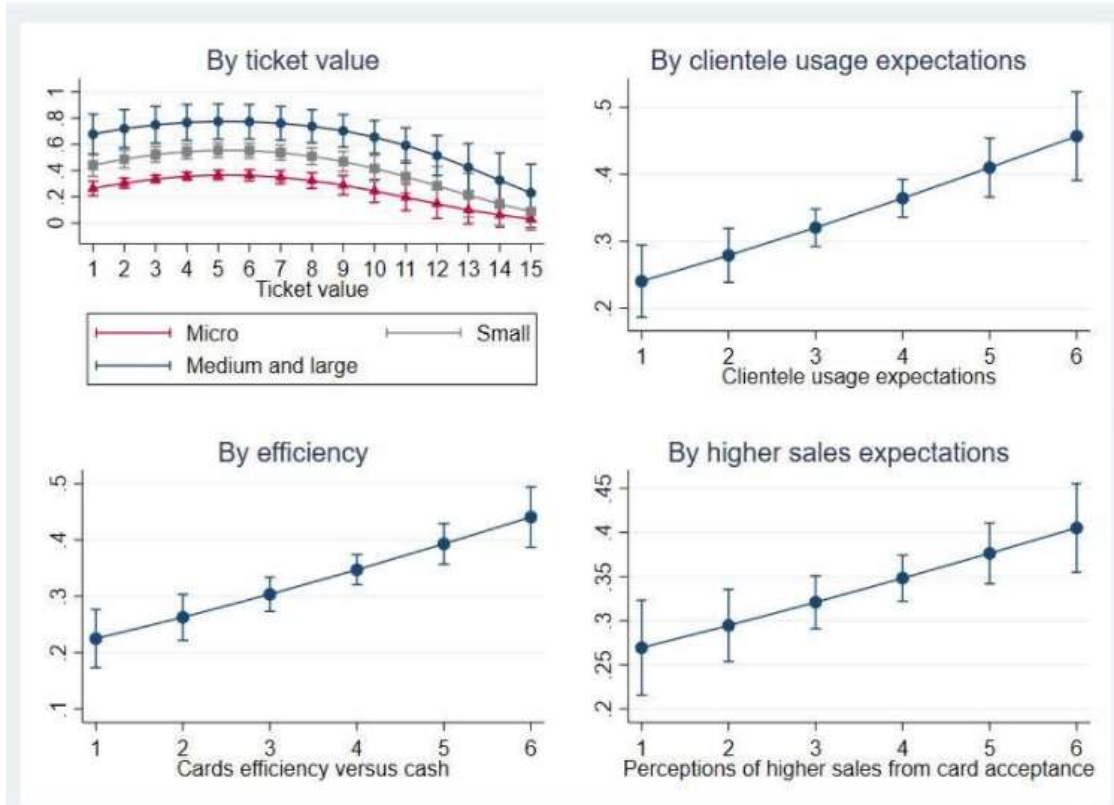 By ticket value
1
.8
.6
.4
.2
0
1 2 3 4 5 6 7 8 9 10 11 12 13 14 15
Ticket value
Micro Small
Medium and large
By clientele usage expectations
.5
.4
.3
.2
1 2 3 4 5 6
Clientele usage expectations
By efficiency
.5
.4
.3
.2
.1
1 2 3 4 5 6
Cards efficiency versus cash
By higher sales expectations
.45
.4
.35
.3
.25
.2
1 2 3 4 5 6
Perceptions of higher sales from card acceptance